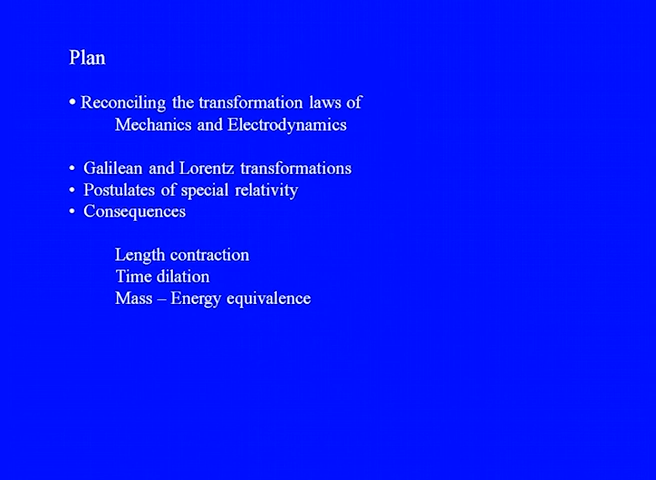 Plan
• Reconciling the transformation laws of
Mechanics and Electrodynamics
• Galilean and Lorentz transformations
• Postulates of special relativity
• Consequences
Length contraction
Time dilation
Mass – Energy equivalence